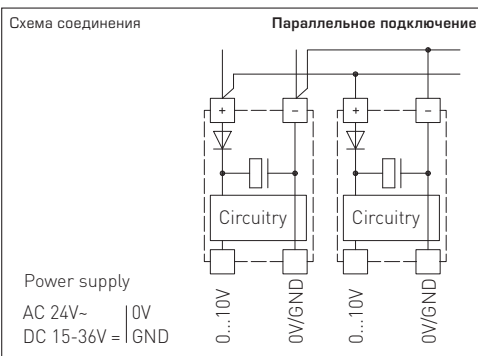 Схема соединения
Параллельное подключение
+ − + −
Circuitry Circuitry
0...10V 0V/GND 0...10V 0V/GND
Power supply
AC 24V~ 0V
DC 15-36V = GND